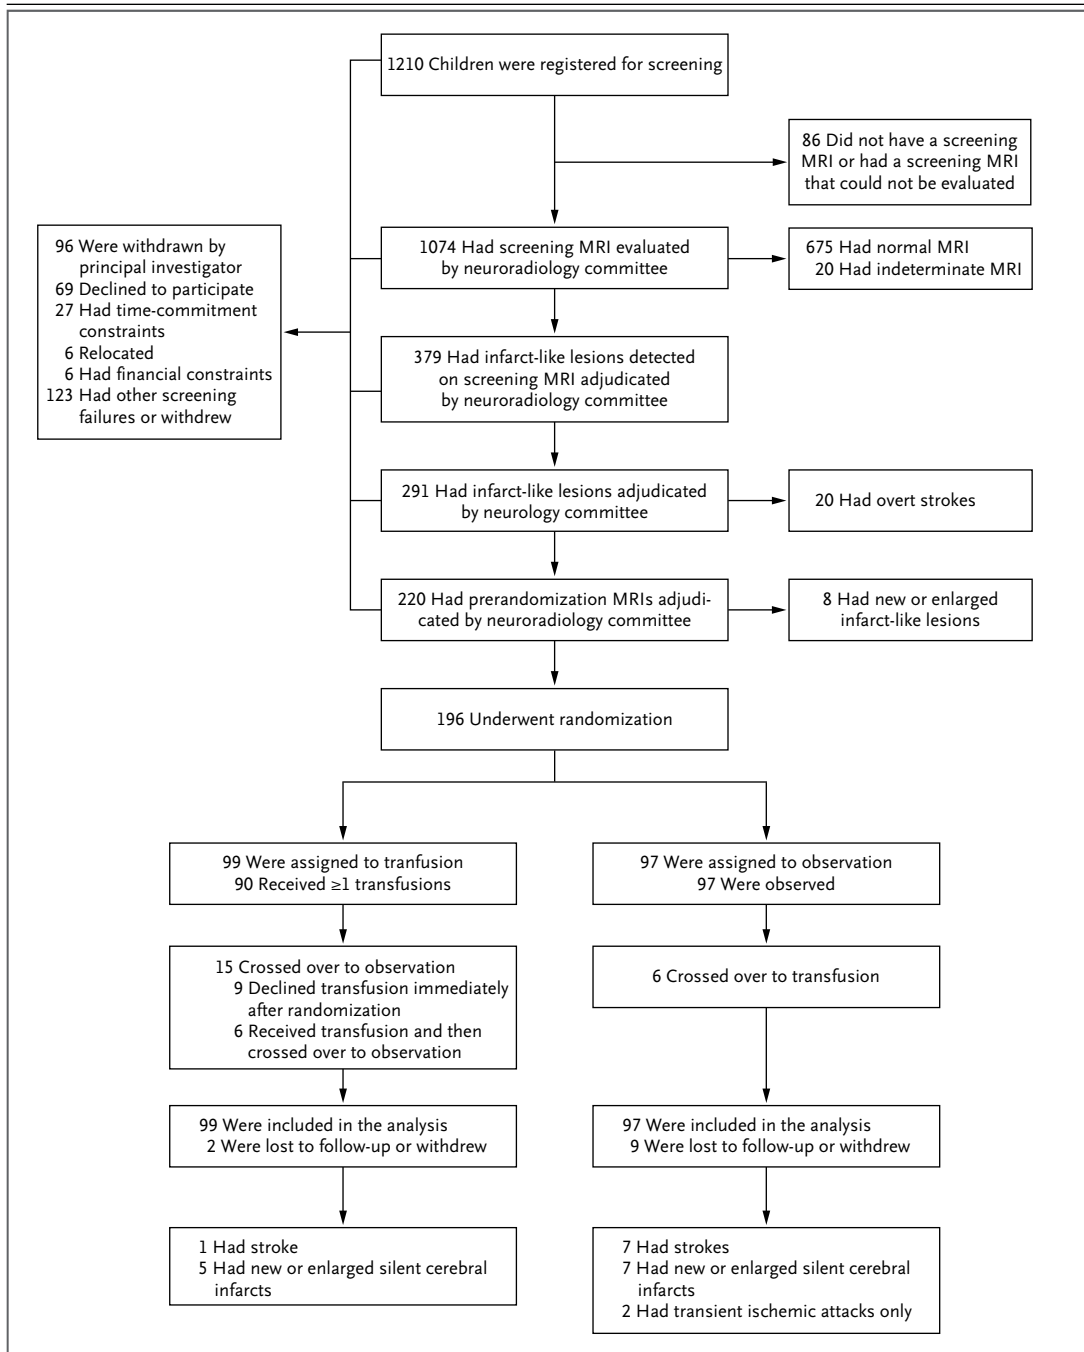 1210 Children were registered for screening
86 Did not have a screening
MRI or had a screening MRI
that could not be evaluated
96 Were withdrawn by
principal investigator
69 Declined to participate
27 Had time-commitment
constraints
6 Relocated
6 Had financial constraints
123 Had other screening
failures or withdrew
1074 Had screening MRI evaluated
by neuroradiology committee
675 Had normal MRI
20 Had indeterminate MRI
379 Had infarct-like lesions detected
on screening MRI adjudicated
by neuroradiology committee
291 Had infarct-like lesions adjudicated
by neurology committee
20 Had overt strokes
220 Had prerandomization MRIs adjudi-
cated by neuroradiology committee
8 Had new or enlarged
infarct-like lesions
196 Underwent randomization
99 Were assigned to tranfusion
90 Received ≥1 transfusions
97 Were assigned to observation
97 Were observed
15 Crossed over to observation
9 Declined transfusion immediately
after randomization
6 Received transfusion and then
crossed over to observation
6 Crossed over to transfusion
99 Were included in the analysis
2 Were lost to follow-up or withdrew
97 Were included in the analysis
9 Were lost to follow-up or withdrew
1 Had stroke
5 Had new or enlarged silent cerebral
infarcts
7 Had strokes
7 Had new or enlarged silent cerebral
infarcts
2 Had transient ischemic attacks only